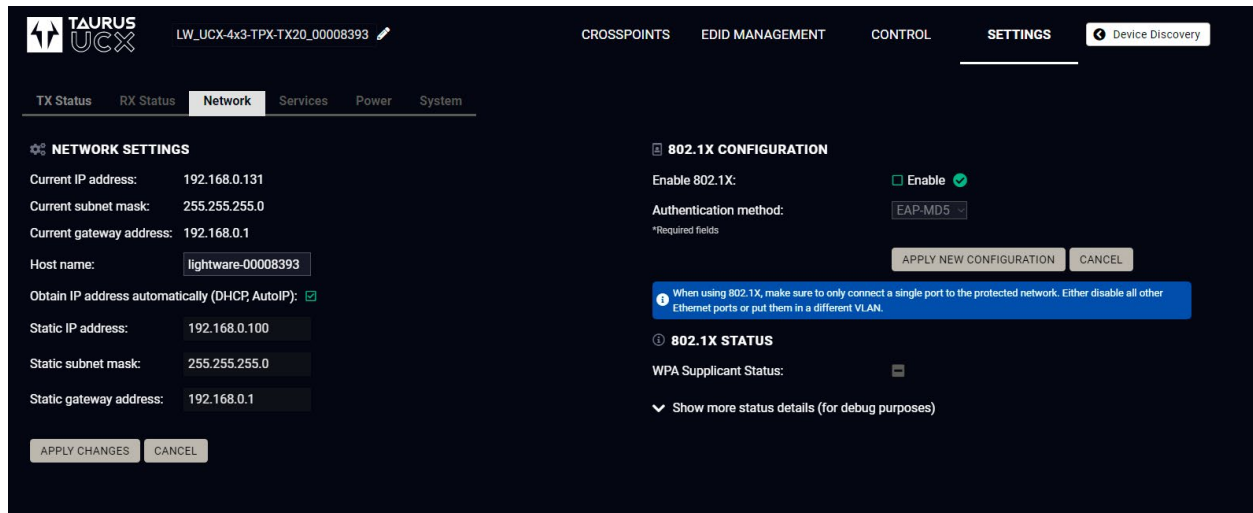 TAURUS
UCX
LW_UCX-4x3-TPX-TX20_00008393
CROSSPOINTS
EDID MANAGEMENT
CONTROL
SETTINGS
Device Discovery
TX Status
RX Status
Network
Services
Power
System
NETWORK SETTINGS
Current IP address: 192.168.0.131
Current subnet mask: 255.255.255.0
Current gateway address: 192.168.0.1
Host name: lightware-00008393
Obtain IP address automatically (DHCP, AutoIP):
Static IP address: 192.168.0.100
Static subnet mask: 255.255.255.0
Static gateway address: 192.168.0.1
APPLY CHANGES
CANCEL
802.1X CONFIGURATION
Enable 802.1X: Enable
Authentication method: EAP-MD5
*Required fields
APPLY NEW CONFIGURATION
CANCEL
When using 802.1X, make sure to only connect a single port to the protected network. Either disable all other
Ethernet ports or put them in a different VLAN.
802.1X STATUS
WPA Supplicant Status:
Show more status details (for debug purposes)